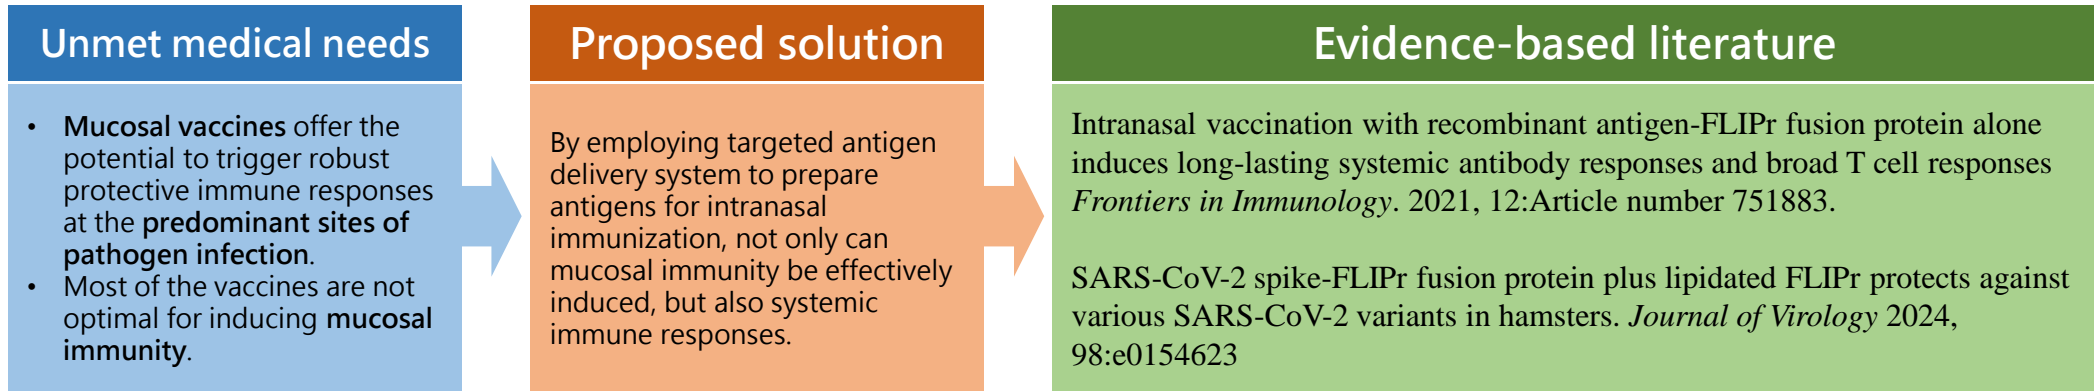 Unmet medical needs
• Mucosal vaccines offer the
potential to trigger robust
protective immune responses
at the predominant sites of
pathogen infection.
• Most of the vaccines are not
optimal for inducing mucosal
immunity.
Proposed solution
By employing targeted antigen
delivery system to prepare
antigens for intranasal
immunization, not only can
mucosal immunity be effectively
induced, but also systemic
immune responses.
Evidence-based literature
Intranasal vaccination with recombinant antigen-FLIPr fusion protein alone
induces long-lasting systemic antibody responses and broad T cell responses
Frontiers in Immunology. 2021, 12:Article number 751883.
SARS-CoV-2 spike-FLIPr fusion protein plus lipidated FLIPr protects against
various SARS-CoV-2 variants in hamsters. Journal of Virology 2024,
98:e0154623